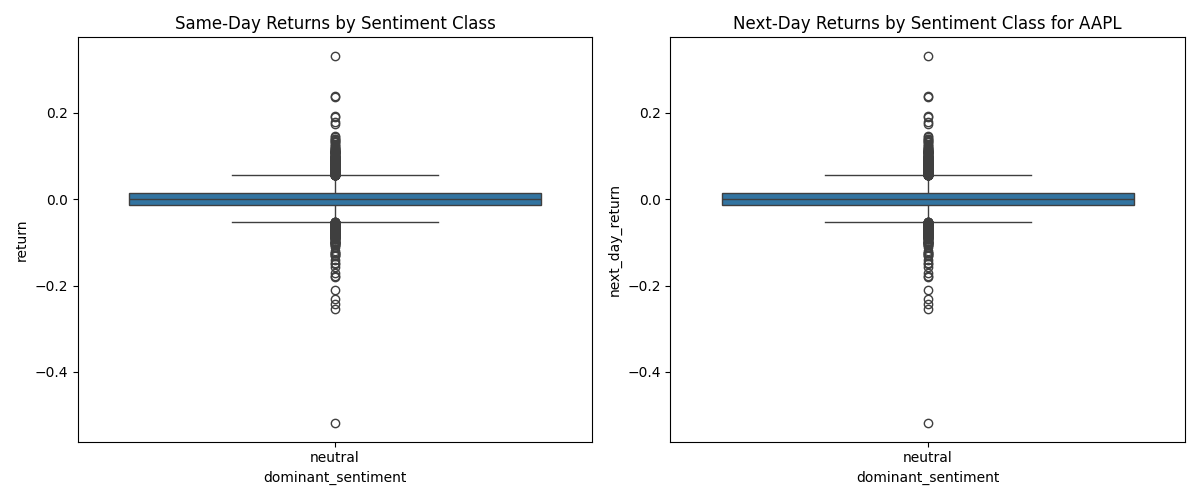 Same-Day Returns by Sentiment Class
return
0.2
0.0
−0.2
−0.4
neutral
dominant_sentiment
Next-Day Returns by Sentiment Class for AAPL
next_day_return
0.2
0.0
−0.2
−0.4
neutral
dominant_sentiment